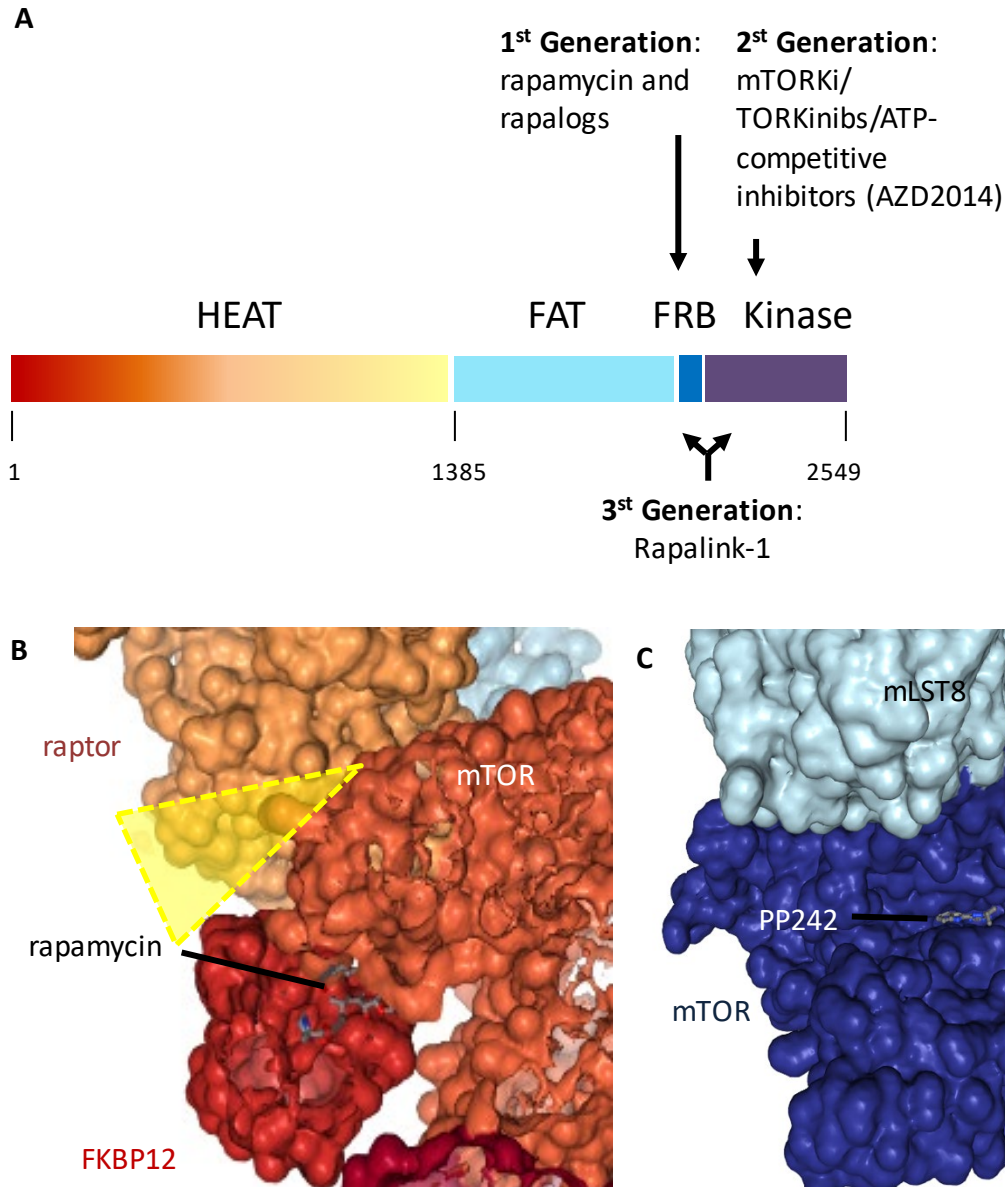 A
1st Generation:
rapamycin and
rapalogs
2st Generation:
mTORKi/
TORKinibs/ATP-
competitive
inhibitors (AZD2014)
HEAT
FAT
FRB
Kinase
1
1385
2549
3st Generation:
Rapalink-1
B
raptor
mTOR
rapamycin
FKBP12
C
mLST8
PP242
mTOR